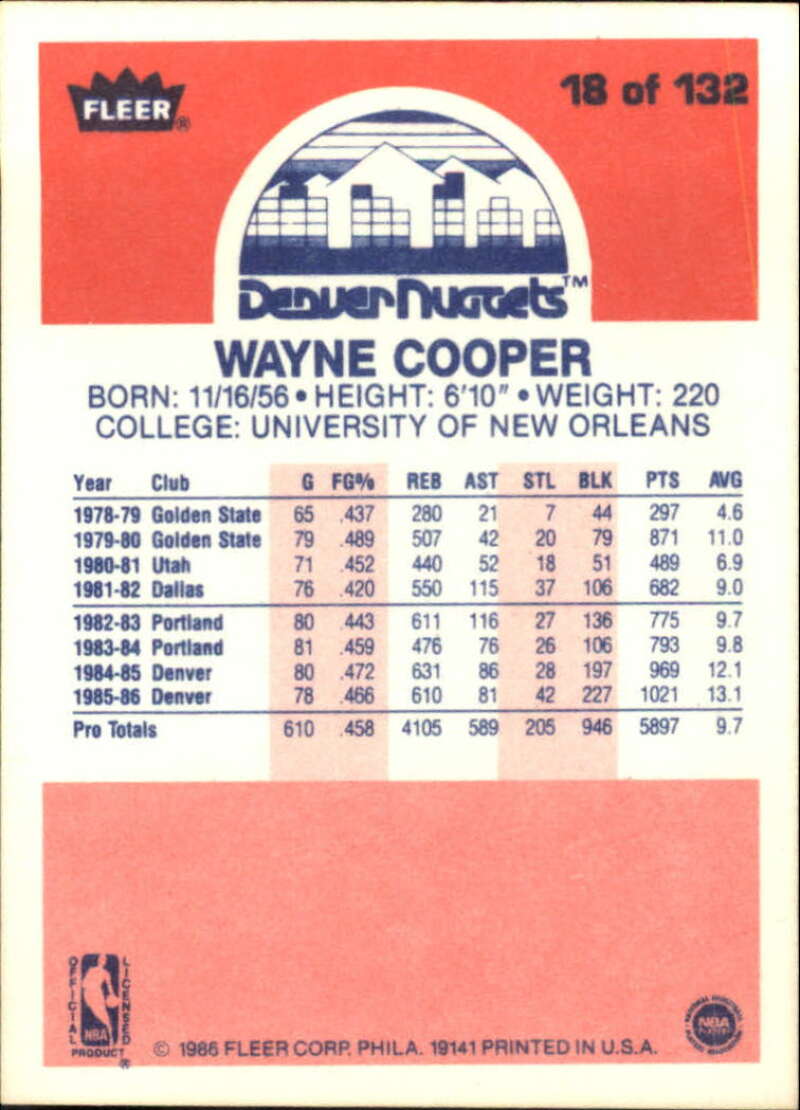 FLEER®
18 of 132
Denver Nuggets™
WAYNE COOPER
BORN: 11/16/56 • HEIGHT: 6'10" • WEIGHT: 220
COLLEGE: UNIVERSITY OF NEW ORLEANS
Year Club G FG% REB AST STL BLK PTS AVG
1978-79 Golden State 65 .437 280 21 7 44 297 4.6
1979-80 Golden State 79 .489 507 42 20 79 871 11.0
1980-81 Utah 71 .452 440 52 18 51 489 6.9
1981-82 Dallas 76 .420 550 115 37 106 682 9.0
1982-83 Portland 80 .443 611 116 27 136 775 9.7
1983-84 Portland 81 .459 476 76 26 106 793 9.8
1984-85 Denver 80 .472 631 86 28 197 969 12.1
1985-86 Denver 78 .466 610 81 42 227 1021 13.1
Pro Totals 610 .458 4105 589 205 946 5897 9.7
OFFICIAL LICENSED
NBA
PRODUCT ®
© 1986 FLEER CORP. PHILA. 19141 PRINTED IN U.S.A.
NBA